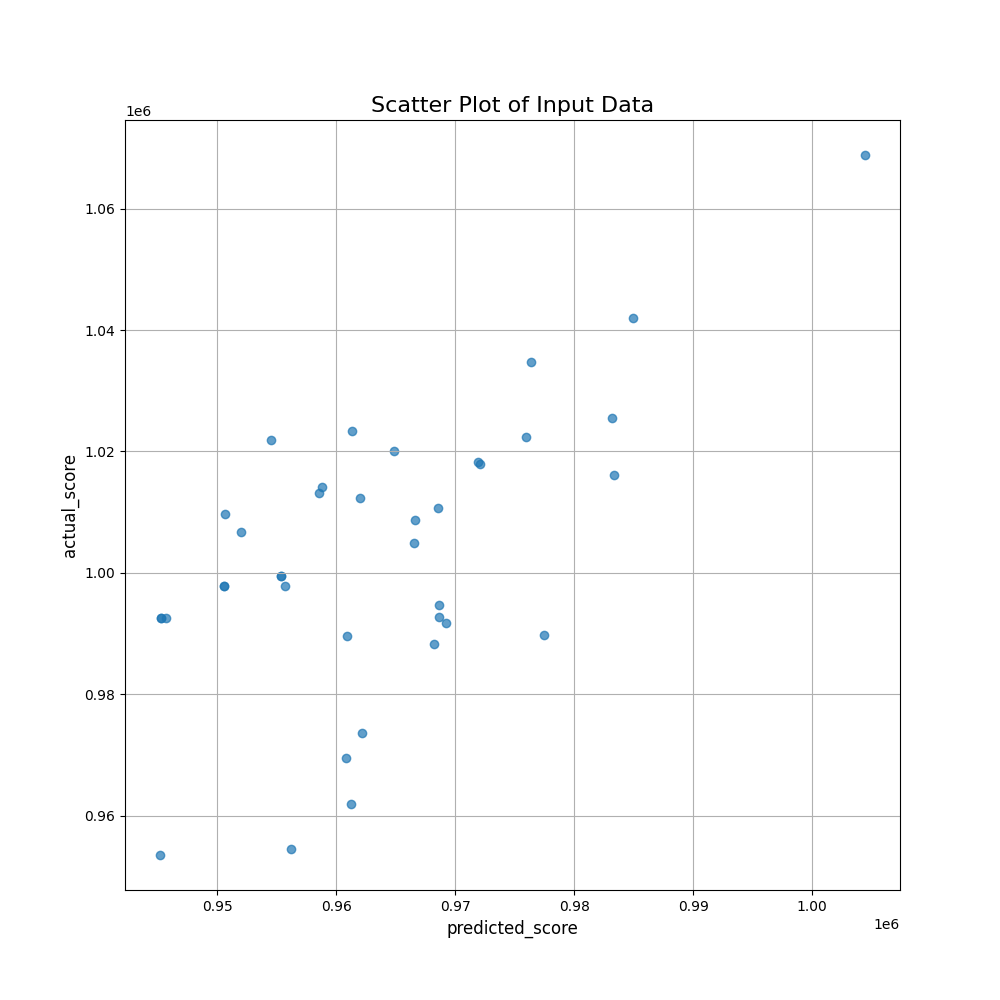 Scatter Plot of Input Data
1e6
1.06
1.04
1.02
1.00
0.98
0.96
actual_score
0.95 0.96 0.97 0.98 0.99 1.00
1e6
predicted_score